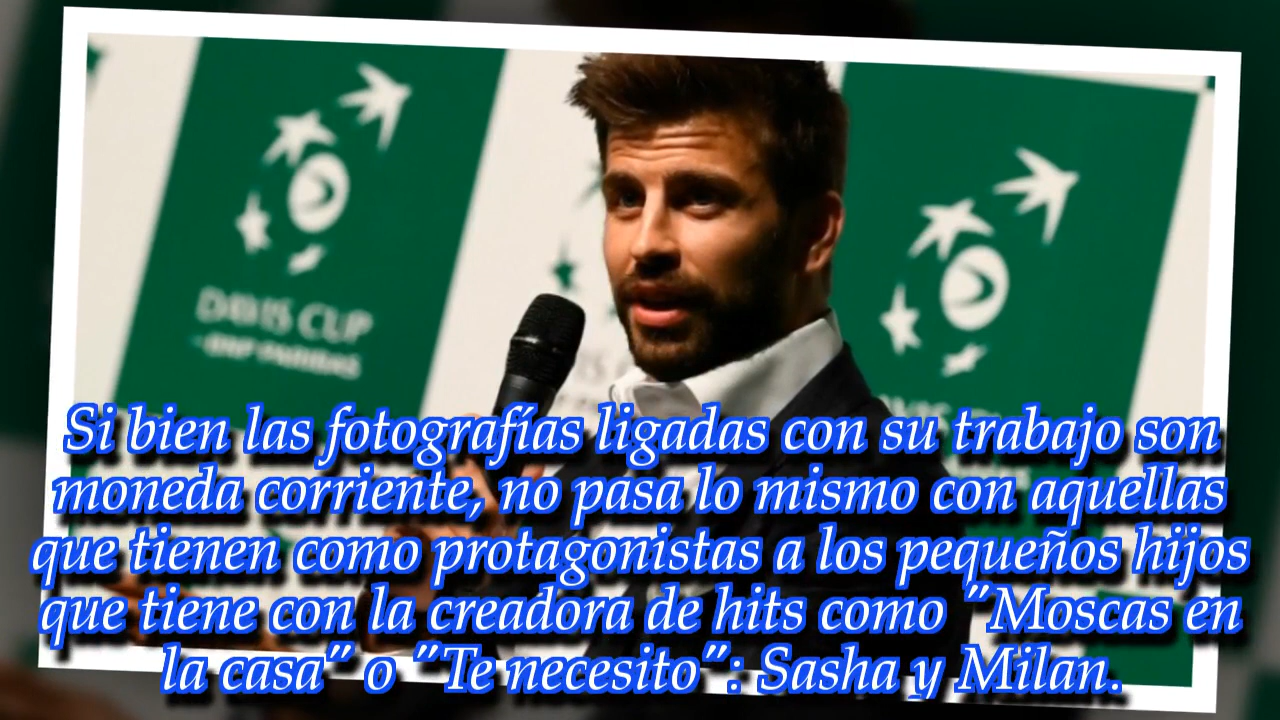 DAVIS CUP
Si bien las fotografías ligadas con su trabajo son
moneda corriente, no pasa lo mismo con aquellas
que tienen como protagonistas a los pequeños hijos
que tiene con la creadora de hits como "Moscas en
la casa" o "Te necesito": Sasha y Milan.